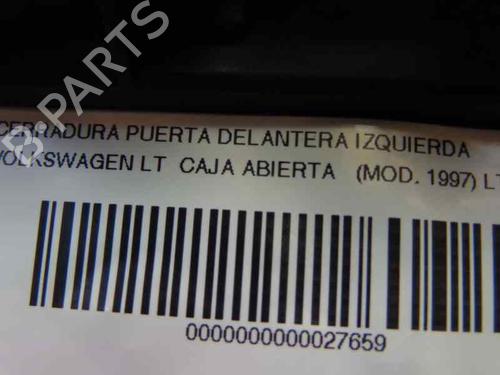 B-PARTS
CERRADURA PUERTA DELANTERA IZQUIERDA
VOLKSWAGEN LT CAJA ABIERTA (MOD. 1997) LT
0000000000027659